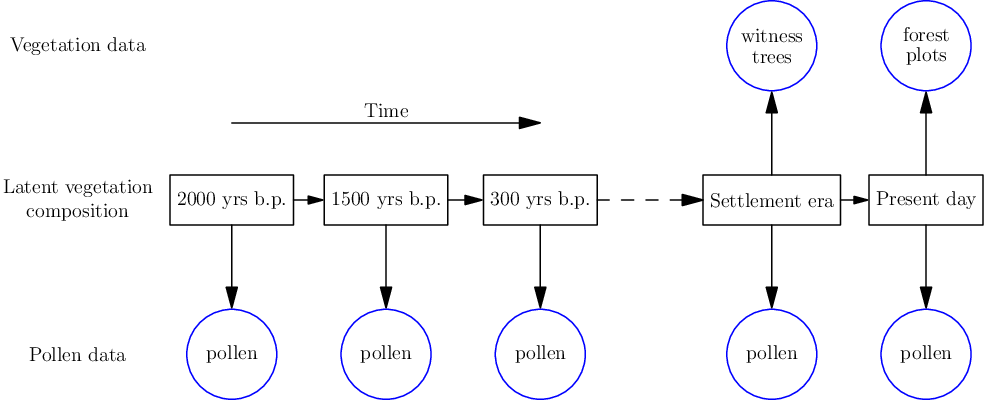 Vegetation data
witness
trees
forest
plots
Time
Latent vegetation
composition
2000 yrs b.p.
1500 yrs b.p.
300 yrs b.p.
Settlement era
Present day
Pollen data
pollen
pollen
pollen
pollen
pollen